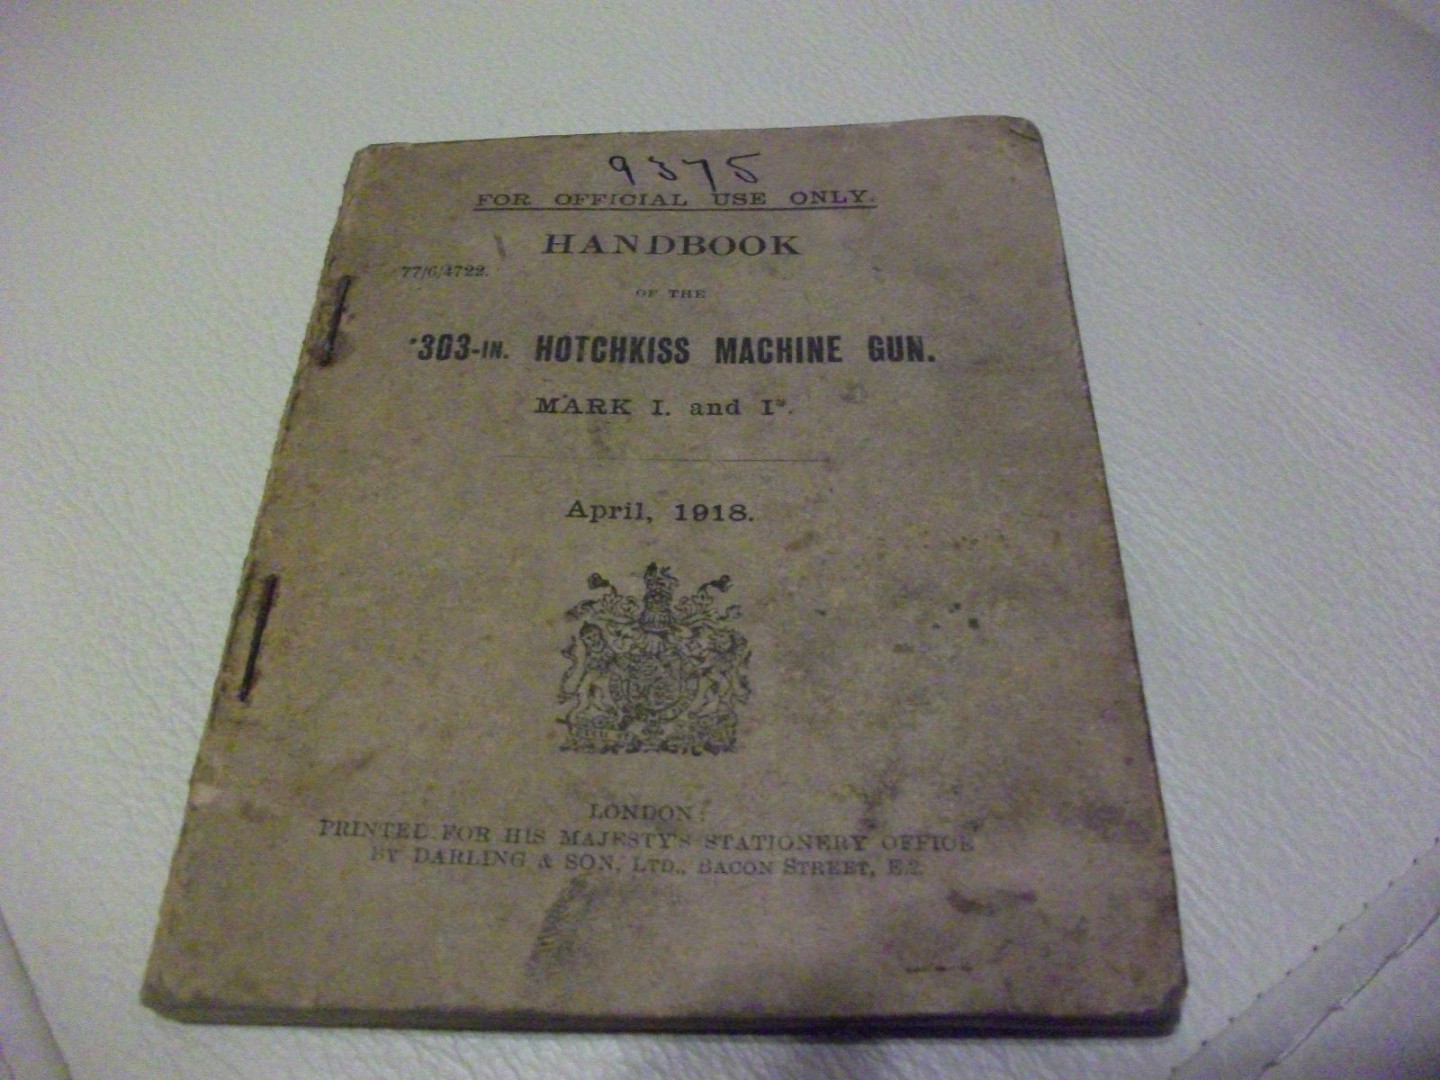 9375
FOR OFFICIAL USE ONLY.
HANDBOOK
77/6/4722.
OF THE
·303-IN. HOTCHKISS MACHINE GUN.
MARK I. and I*.
April, 1918.
LONDON:
PRINTED FOR HIS MAJESTY'S STATIONERY OFFICE
BY DARLING & SON, LTD., BACON STREET, E.2.